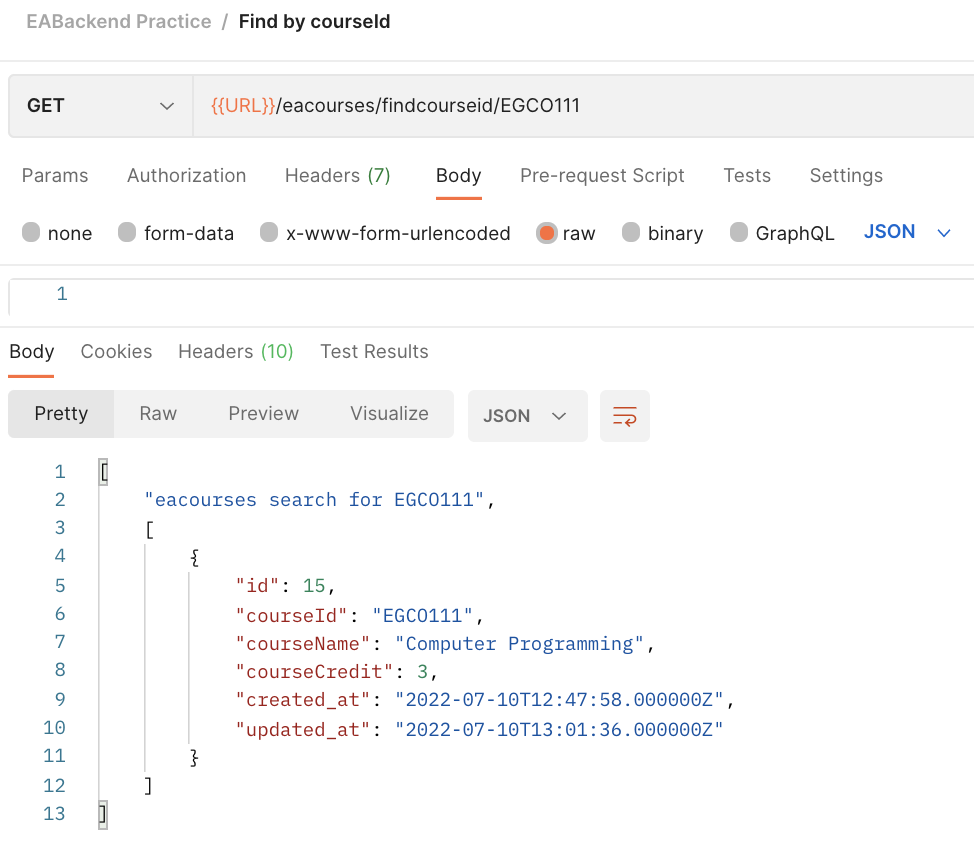 EABackend Practice / Find by courseId
GET {{URL}}/eacourses/findcourseid/EGCO111
Params Authorization Headers (7) Body Pre-request Script Tests Settings
none form-data x-www-form-urlencoded raw binary GraphQL JSON
1
Body Cookies Headers (10) Test Results
Pretty Raw Preview Visualize JSON
1 [
2 "eacourses search for EGCO111",
3 [
4 {
5 "id": 15,
6 "courseId": "EGCO111",
7 "courseName": "Computer Programming",
8 "courseCredit": 3,
9 "created_at": "2022-07-10T12:47:58.000000Z",
10 "updated_at": "2022-07-10T13:01:36.000000Z"
11 }
12 ]
13 ]